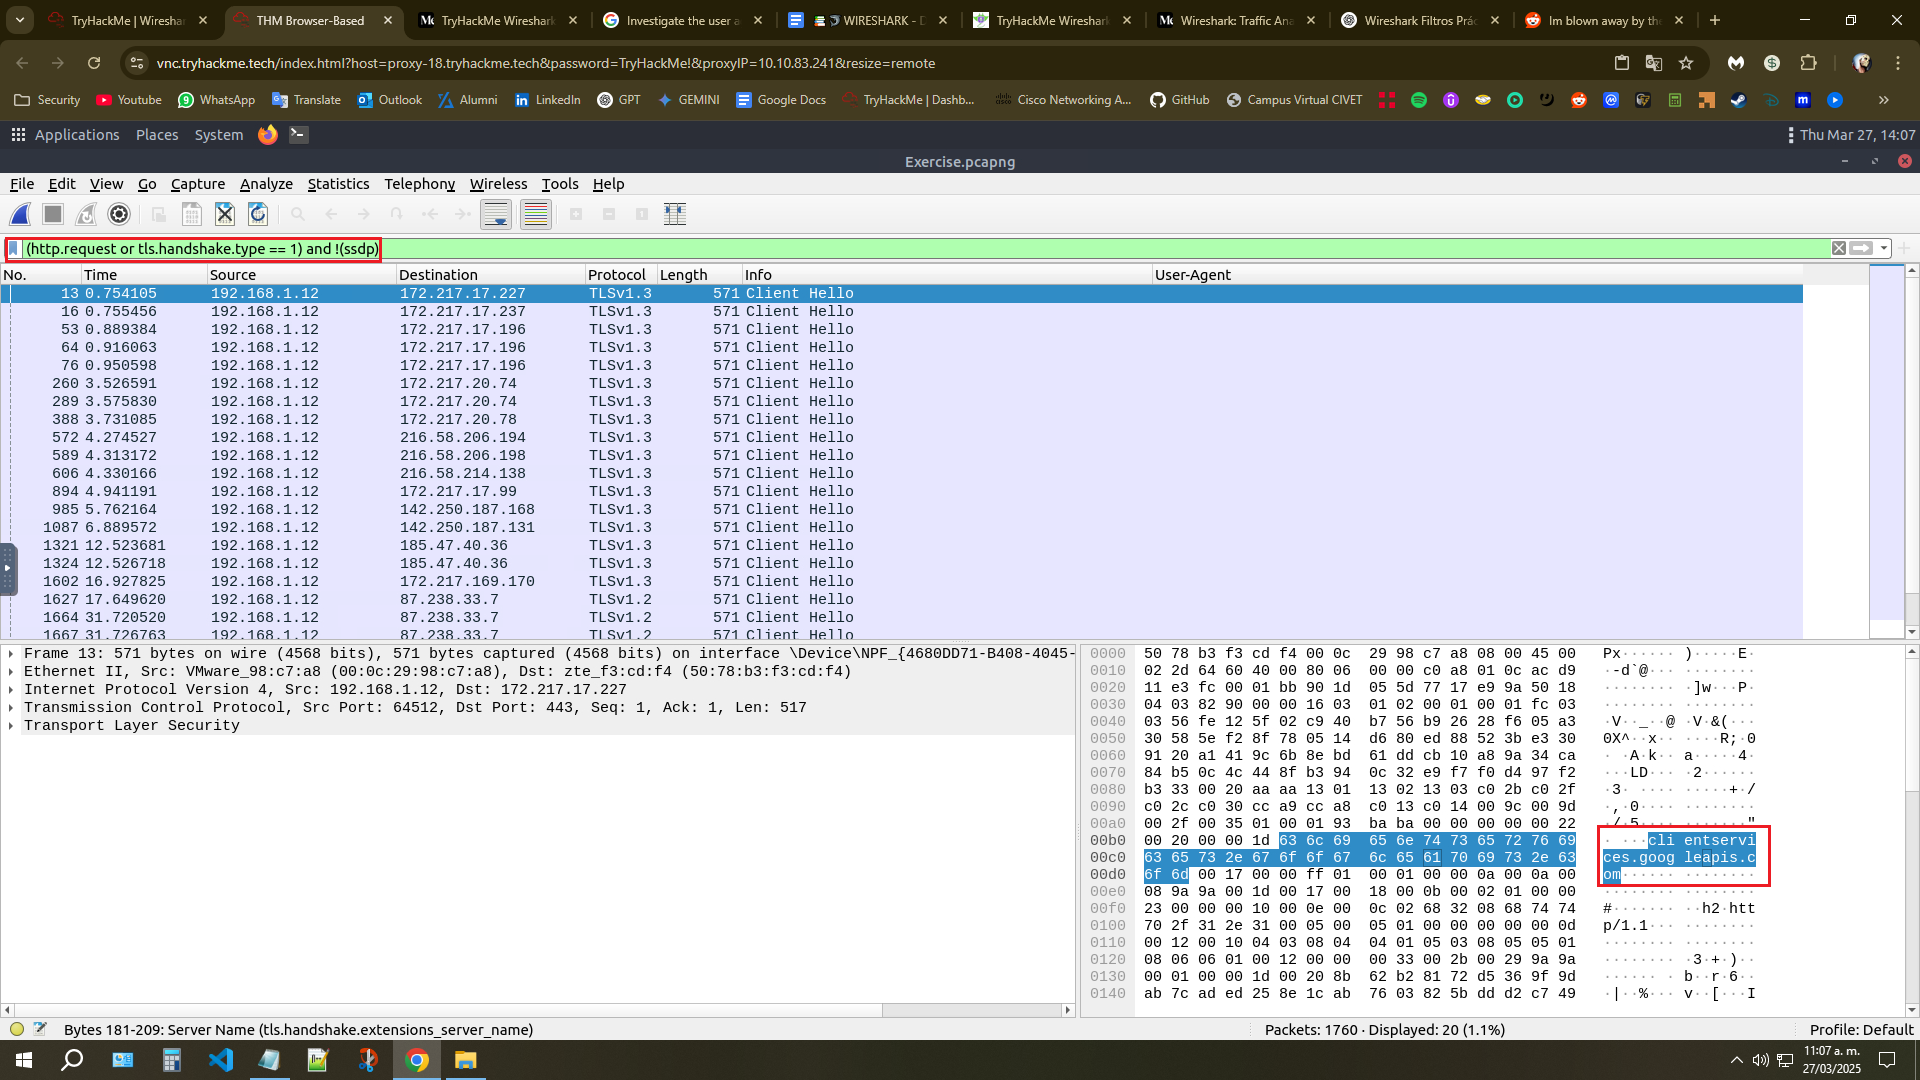 TryHackMe | Wireshar
THM Browser-Based
TryHackMe Wireshark
Investigate the user a
WIRESHARK - D
TryHackMe Wireshark
Wireshark: Traffic Ana
Wireshark Filtros Prác
Im blown away by the
vnc.tryhackme.tech/index.html?host=proxy-18.tryhackme.tech&password=TryHackMe!&proxyIP=10.10.83.241&resize=remote
Security Youtube WhatsApp Translate Outlook Alumni LinkedIn GPT GEMINI Google Docs TryHackMe | Dashb... Cisco Networking A... GitHub Campus Virtual CIVET
Applications Places System Thu Mar 27, 14:07
Exercise.pcapng
File Edit View Go Capture Analyze Statistics Telephony Wireless Tools Help
(http.request or tls.handshake.type == 1) and !(ssdp)
No. Time Source Destination Protocol Length Info User-Agent
13 0.754105 192.168.1.12 172.217.17.227 TLSv1.3 571 Client Hello
16 0.755456 192.168.1.12 172.217.17.237 TLSv1.3 571 Client Hello
53 0.889384 192.168.1.12 172.217.17.196 TLSv1.3 571 Client Hello
64 0.916063 192.168.1.12 172.217.17.196 TLSv1.3 571 Client Hello
76 0.950598 192.168.1.12 172.217.17.196 TLSv1.3 571 Client Hello
260 3.526591 192.168.1.12 172.217.20.74 TLSv1.3 571 Client Hello
289 3.575830 192.168.1.12 172.217.20.74 TLSv1.3 571 Client Hello
388 3.731085 192.168.1.12 172.217.20.78 TLSv1.3 571 Client Hello
572 4.274527 192.168.1.12 216.58.206.194 TLSv1.3 571 Client Hello
589 4.313172 192.168.1.12 216.58.206.198 TLSv1.3 571 Client Hello
606 4.330166 192.168.1.12 216.58.214.138 TLSv1.3 571 Client Hello
894 4.941191 192.168.1.12 172.217.17.99 TLSv1.3 571 Client Hello
985 5.762164 192.168.1.12 142.250.187.168 TLSv1.3 571 Client Hello
1087 6.889572 192.168.1.12 142.250.187.131 TLSv1.3 571 Client Hello
1321 12.523681 192.168.1.12 185.47.40.36 TLSv1.3 571 Client Hello
1324 12.526718 192.168.1.12 185.47.40.36 TLSv1.3 571 Client Hello
1602 16.927825 192.168.1.12 172.217.169.170 TLSv1.3 571 Client Hello
1627 17.649620 192.168.1.12 87.238.33.7 TLSv1.2 571 Client Hello
1664 31.720520 192.168.1.12 87.238.33.7 TLSv1.2 571 Client Hello
1667 31.726763 192.168.1.12 87.238.33.7 TLSv1.2 571 Client Hello
Frame 13: 571 bytes on wire (4568 bits), 571 bytes captured (4568 bits) on interface \Device\NPF_{4680DD71-B408-4045-
Ethernet II, Src: VMware_98:c7:a8 (00:0c:29:98:c7:a8), Dst: zte_f3:cd:f4 (50:78:b3:f3:cd:f4)
Internet Protocol Version 4, Src: 192.168.1.12, Dst: 172.217.17.227
Transmission Control Protocol, Src Port: 64512, Dst Port: 443, Seq: 1, Ack: 1, Len: 517
Transport Layer Security
0000 50 78 b3 f3 cd f4 00 0c 29 98 c7 a8 08 00 45 00 Px······ )·····E·
0010 02 2d 64 60 40 00 80 06 00 00 c0 a8 01 0c ac d9 ·-d`@··· ········
0020 11 e3 fc 00 01 bb 90 1d 05 5d 77 17 e9 9a 50 18 ········ ·]w···P·
0030 04 03 82 90 00 00 16 03 01 02 00 01 00 01 fc 03 ········ ········
0040 03 56 fe 12 5f 02 c9 40 b7 56 b9 26 28 f6 05 a3 ·V··_··@ ·V·&(···
0050 30 58 5e f2 8f 78 05 14 d6 80 ed 88 52 3b e3 30 0X^··x·· ····R;·0
0060 91 20 a1 41 9c 6b 8e bd 61 dd cb 10 a8 9a 34 ca · ·A·k·· a·····4·
0070 84 b5 0c 4c 44 8f b3 94 0c 32 e9 f7 f0 d4 97 f2 ···LD··· ·2······
0080 b3 33 00 20 aa aa 13 01 13 02 13 03 c0 2b c0 2f ·3· ···· ·····+·/
0090 c0 2c c0 30 cc a9 cc a8 c0 13 c0 14 00 9c 00 9d ·,·0···· ········
00a0 00 2f 00 35 01 00 01 93 ba ba 00 00 00 00 00 22 ·/·5···· ·······"
00b0 00 20 00 00 1d 63 6c 69 65 6e 74 73 65 72 76 69 · ···cli entservi
00c0 63 65 73 2e 67 6f 6f 67 6c 65 61 70 69 73 2e 63 ces.goog leapis.c
00d0 6f 6d 00 17 00 00 ff 01 00 01 00 00 0a 00 0a 00 om······ ········
00e0 08 9a 9a 00 1d 00 17 00 18 00 0b 00 02 01 00 00 ········ ········
00f0 23 00 00 00 10 00 0e 00 0c 02 68 32 08 68 74 74 #······· ··h2·htt
0100 70 2f 31 2e 31 00 05 00 05 01 00 00 00 00 00 0d p/1.1··· ········
0110 00 12 00 10 04 03 08 04 04 01 05 03 08 05 05 01 ········ ········
0120 08 06 06 01 00 12 00 00 00 33 00 2b 00 29 9a 9a ········ ·3·+·)··
0130 00 01 00 00 1d 00 20 8b 62 b2 81 72 d5 36 9f 9d ······ · b··r·6··
0140 ab 7c ad ed 25 8e 1c ab 76 03 82 5b dd d2 c7 49 ·|··%··· v··[···I
Bytes 181-209: Server Name (tls.handshake.extensions_server_name)
Packets: 1760 · Displayed: 20 (1.1%)
Profile: Default
11:07 a. m.
27/03/2025